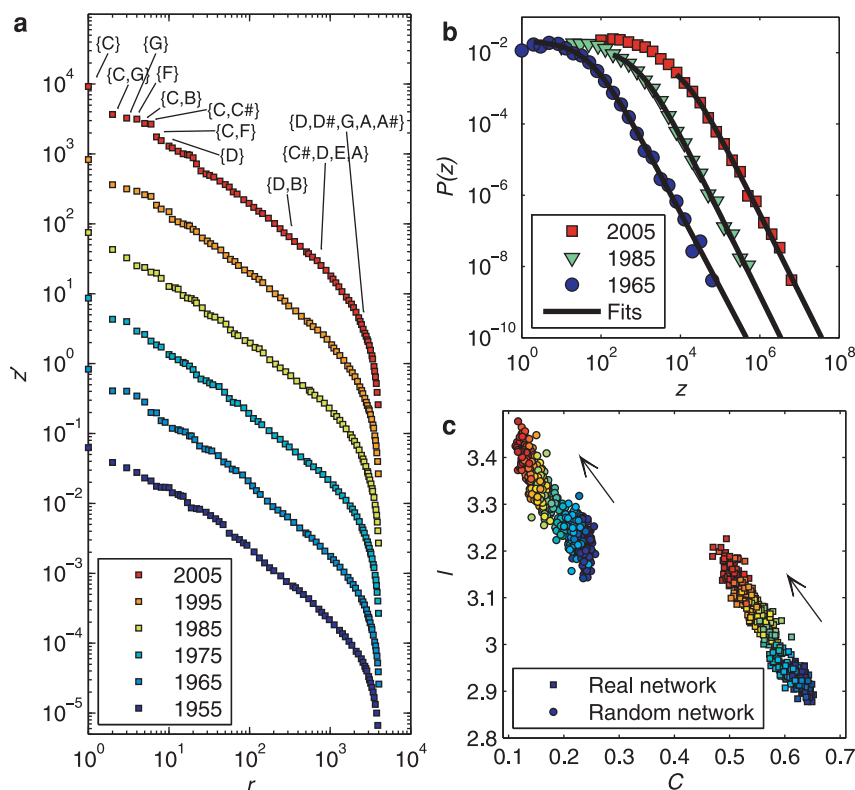 a
{C}
{G}
{C,G}
{F}
{C,B}
{C,C#}
{C,F}
{D}
{D,D#,G,A,A#}
{C#,D,E,A}
{D,B}
10^4
10^3
10^2
10^1
10^0
10^-1
10^-2
10^-3
10^-4
10^-5
z'
2005
1995
1985
1975
1965
1955
10^0 10^1 10^2 10^3 10^4
r
b
10^-2
10^-4
10^-6
10^-8
10^-10
P(z)
2005
1985
1965
Fits
10^0 10^2 10^4 10^6 10^8
z
c
3.4
3.3
3.2
3.1
3
2.9
2.8
I
Real network
Random network
0.1 0.2 0.3 0.4 0.5 0.6 0.7
C